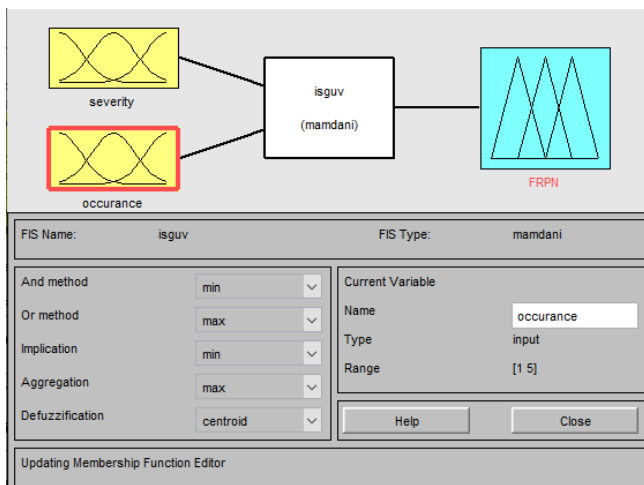 severity
isguv
(mamdani)
occurance
FRPN
FIS Name: isguv FIS Type: mamdani
And method min
Or method max
Implication min
Aggregation max
Defuzzification centroid
Current Variable
Name occurance
Type input
Range [1 5]
Help Close
Updating Membership Function Editor